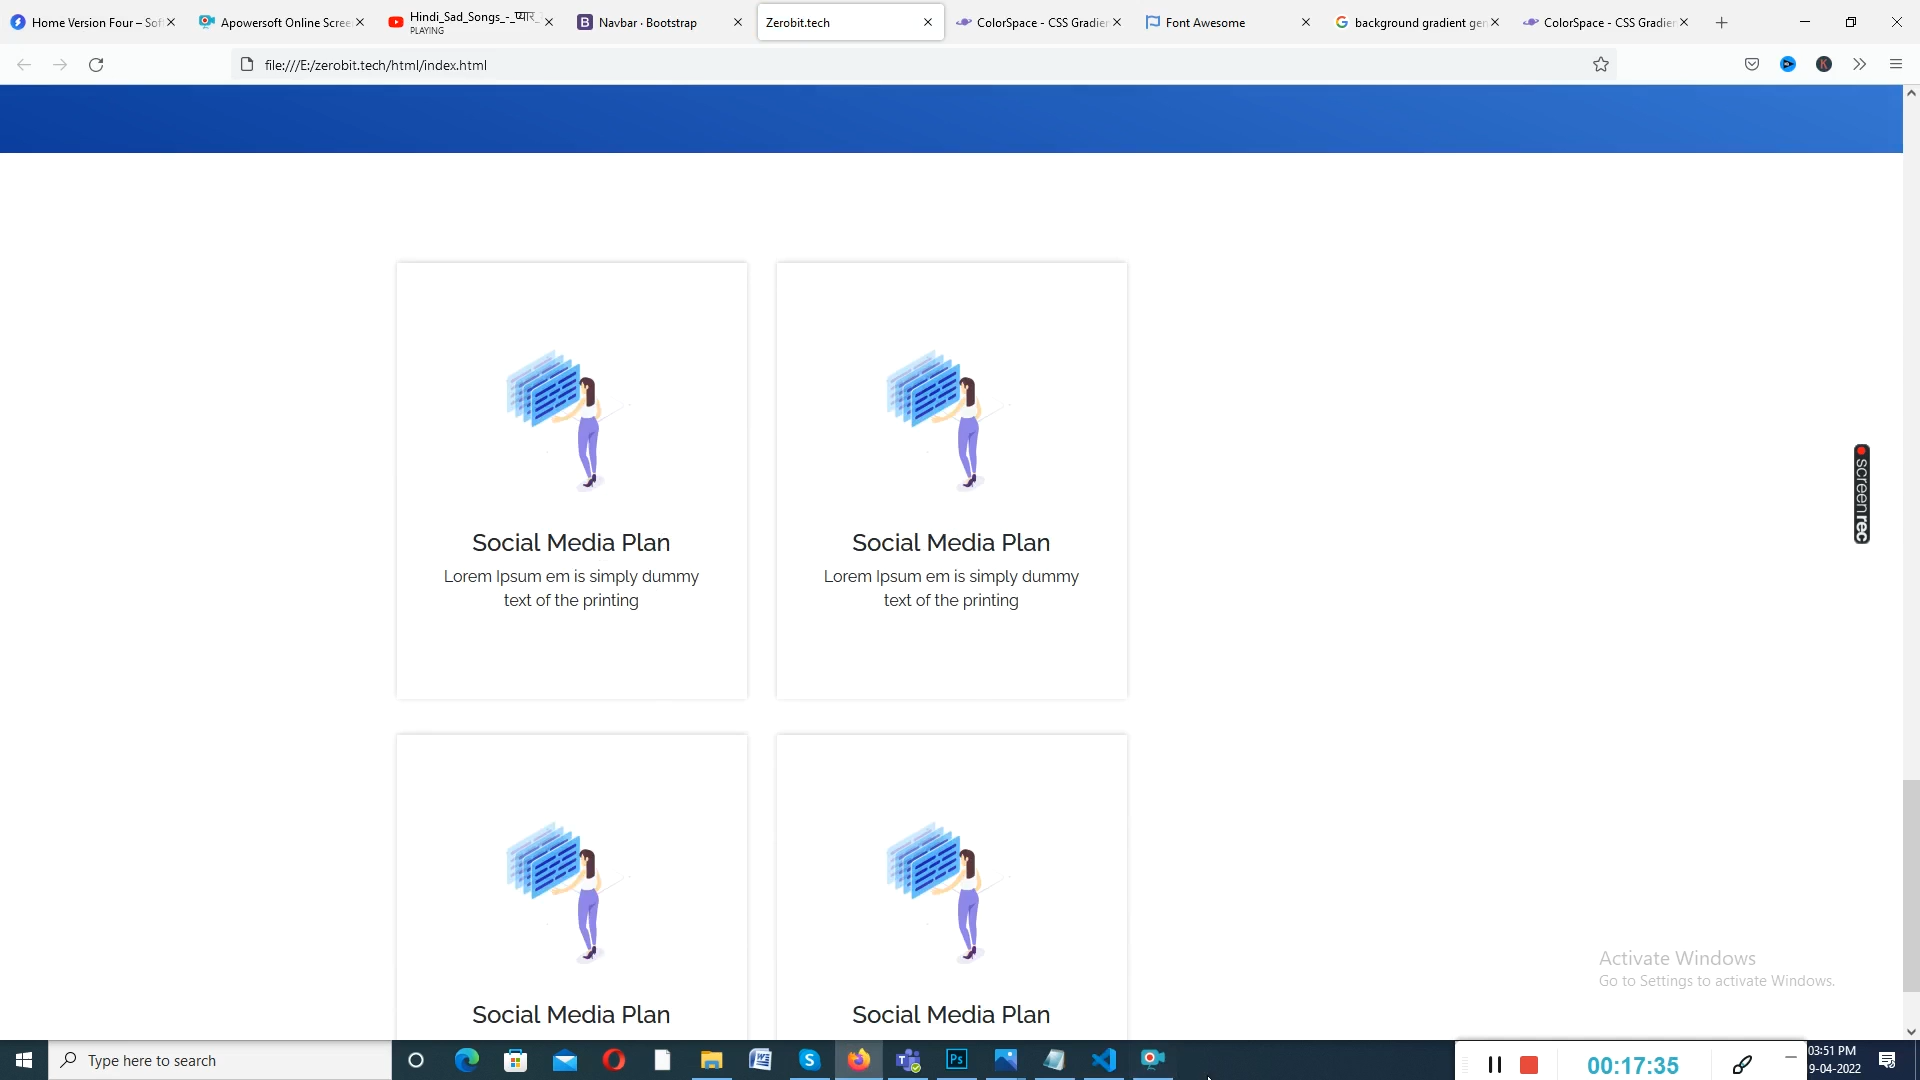 Home Version Four – Sof
Apowersoft Online Scree
Hindi_Sad_Songs_-_प्यार_
PLAYING
Navbar · Bootstrap
Zerobit.tech
ColorSpace - CSS Gradien
Font Awesome
background gradient gen
ColorSpace - CSS Gradien
file:///E:/zerobit.tech/html/index.html
Social Media Plan
Lorem Ipsum em is simply dummy
text of the printing
Social Media Plan
Lorem Ipsum em is simply dummy
text of the printing
screenrec
Social Media Plan
Social Media Plan
Activate Windows
Go to Settings to activate Windows.
Type here to search
00:17:35
03:51 PM
9-04-2022